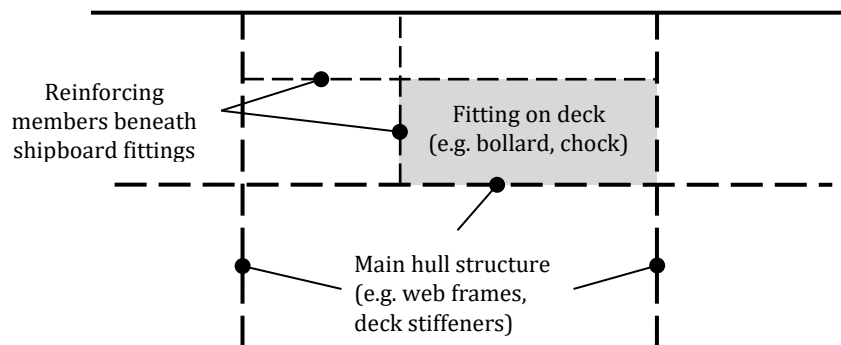 Reinforcing
members beneath
shipboard fittings
Fitting on deck
(e.g. bollard, chock)
Main hull structure
(e.g. web frames,
deck stiffeners)